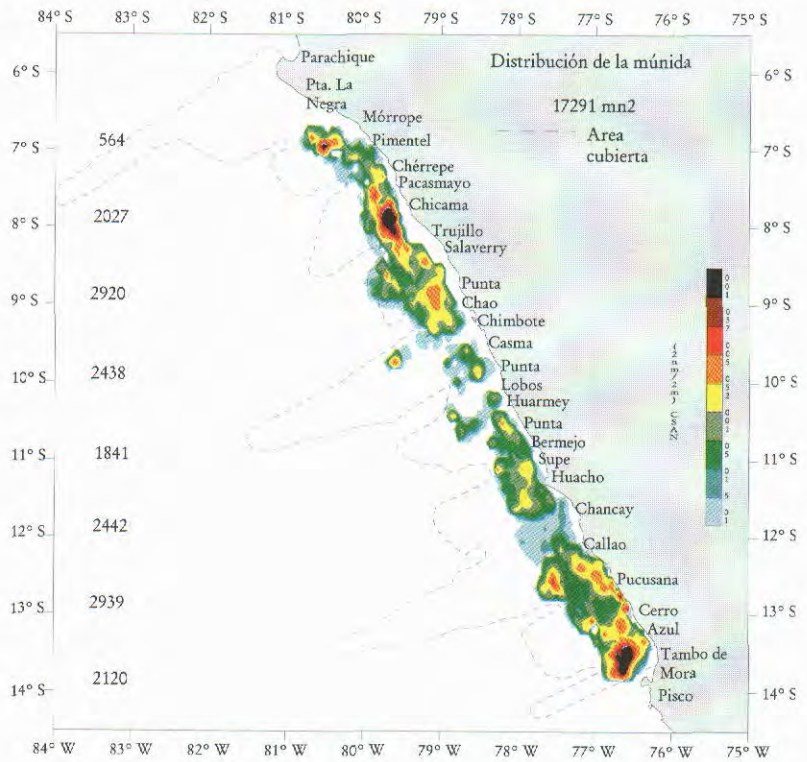 84° S 83° S 82° S 81° S 80° S 79° S 78° S 77° S 76° S 75° S
6° S
7° S
8° S
9° S
10° S
11° S
12° S
13° S
14° S
564
2027
2920
2438
1841
2442
2939
2120
Distribución de la múnida
17291 mn2
Area
cubierta
Parachique
Pta. La
Negra
Mórrope
Pimentel
Chérrepe
Pacasmayo
Chicama
Trujillo
Salaverry
Punta
Chao
Chimbote
Casma
Punta
Lobos
Huarmey
Punta
Bermejo
Supe
Huacho
Chancay
Callao
Pucusana
Cerro
Azul
Tambo de
Mora
Pisco
6° S
7° S
8° S
9° S
10° S
11° S
12° S
13° S
14° S
84° W 83° W 82° W 81° W 80° W 79° W 78° W 77° W 76° W 75° W